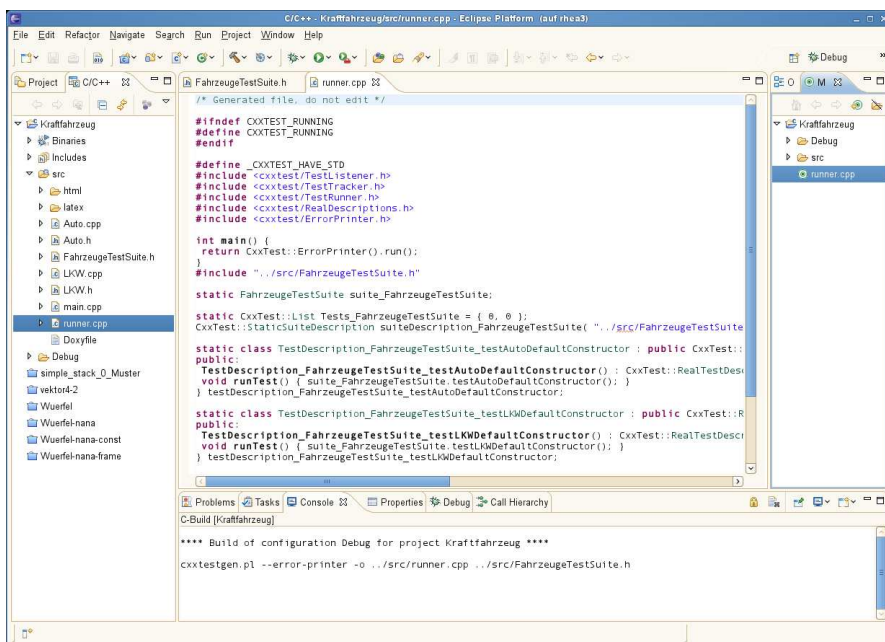 C/C++ - Kraftfahrzeug/src/runner.cpp - Eclipse Platform (auf rhea3)
File Edit Refactor Navigate Search Run Project Window Help
Debug
Project C/C++
Kraftfahrzeug
Binaries
Includes
src
html
latex
Auto.cpp
Auto.h
FahrzeugeTestSuite.h
LKW.cpp
LKW.h
main.cpp
runner.cpp
Doxyfile
Debug
simple_stack_0_Muster
vektor4-2
Wuerfel
Wuerfel-nana
Wuerfel-nana-const
Wuerfel-nana-frame
FahrzeugeTestSuite.h runner.cpp
/* Generated file, do not edit */
#ifndef CXXTEST_RUNNING
#define CXXTEST_RUNNING
#endif
#define _CXXTEST_HAVE_STD
#include <cxxtest/TestListener.h>
#include <cxxtest/TestTracker.h>
#include <cxxtest/TestRunner.h>
#include <cxxtest/RealDescriptions.h>
#include <cxxtest/ErrorPrinter.h>
int main() {
return CxxTest::ErrorPrinter().run();
}
#include "../src/FahrzeugeTestSuite.h"
static FahrzeugeTestSuite suite_FahrzeugeTestSuite;
static CxxTest::List Tests_FahrzeugeTestSuite = { 0, 0 };
CxxTest::StaticSuiteDescription suiteDescription_FahrzeugeTestSuite( "../src/FahrzeugeTestSuite
static class TestDescription_FahrzeugeTestSuite_testAutoDefaultConstructor : public CxxTest::
public:
TestDescription_FahrzeugeTestSuite_testAutoDefaultConstructor() : CxxTest::RealTestDesc
void runTest() { suite_FahrzeugeTestSuite.testAutoDefaultConstructor(); }
} testDescription_FahrzeugeTestSuite_testAutoDefaultConstructor;
static class TestDescription_FahrzeugeTestSuite_testLKWDefaultConstructor : public CxxTest::R
public:
TestDescription_FahrzeugeTestSuite_testLKWDefaultConstructor() : CxxTest::RealTestDescr
void runTest() { suite_FahrzeugeTestSuite.testLKWDefaultConstructor(); }
} testDescription_FahrzeugeTestSuite_testLKWDefaultConstructor;
O M
Kraftfahrzeug
Debug
src
runner.cpp
Problems Tasks Console Properties Debug Call Hierarchy
C-Build [Kraftfahrzeug]
**** Build of configuration Debug for project Kraftfahrzeug ****
cxxtestgen.pl --error-printer -o ../src/runner.cpp ../src/FahrzeugeTestSuite.h